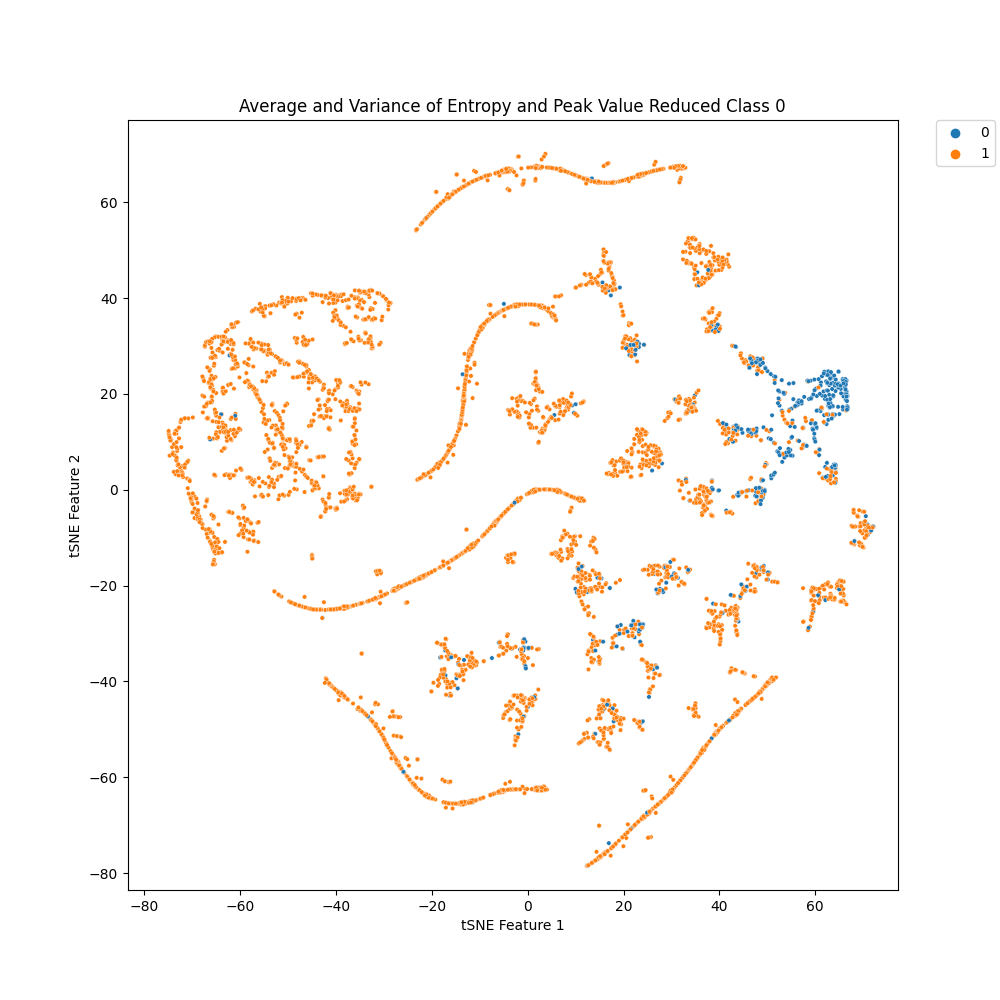 Average and Variance of Entropy and Peak Value Reduced Class 0
0
1
60
40
20
0
−20
−40
−60
−80
tSNE Feature 2
−80 −60 −40 −20 0 20 40 60
tSNE Feature 1